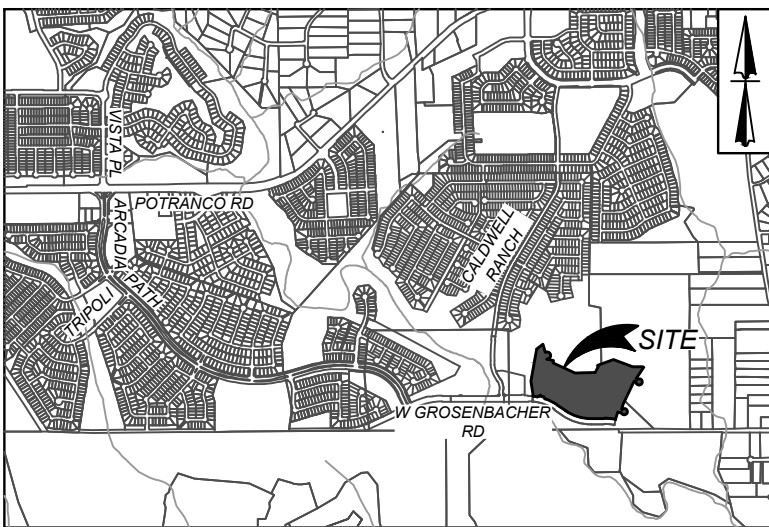 VISTA PL
POTRANCO RD
ARCADIA PATH
TRIPOLI
CALDWELL
RANCH
SITE
W GROSENBACHER
RD